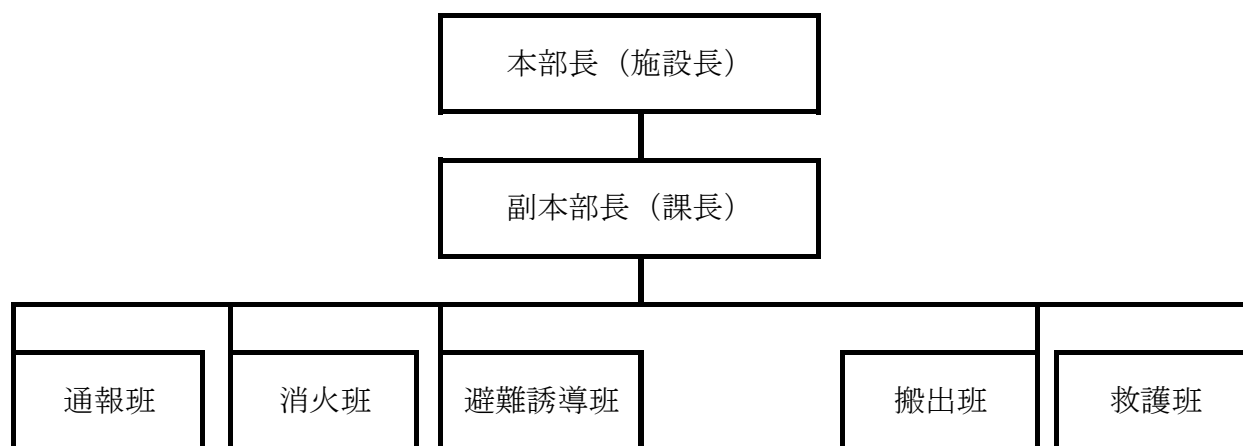 本部長（施設長）
副本部長（課長）
通報班
消火班
避難誘導班
搬出班
救護班